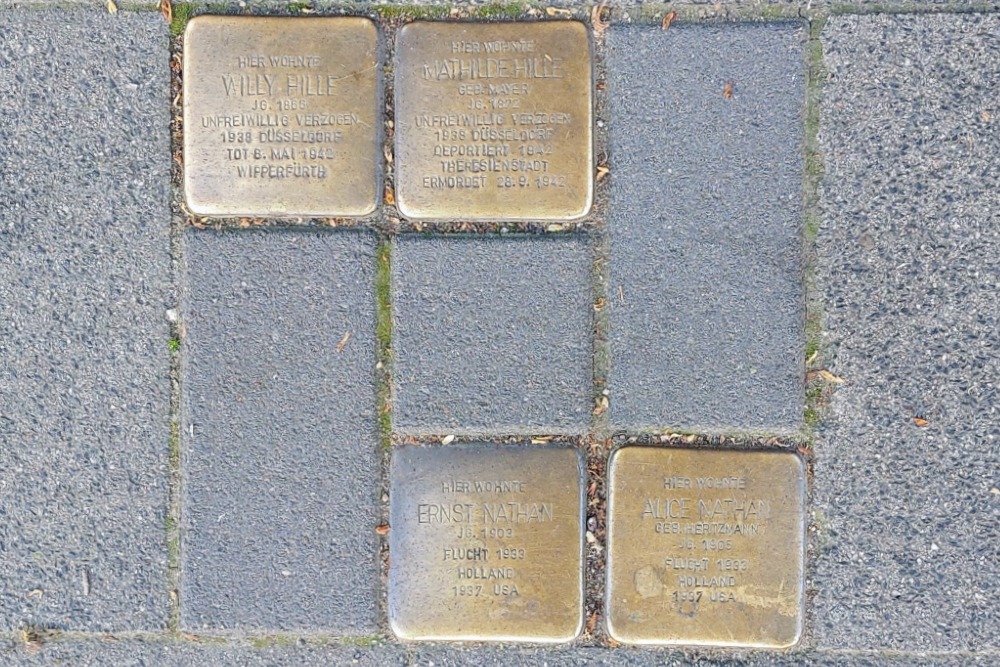 HIER WOHNTE
WILLY HILLE
JG. 1866
UNFREIWILLIG VERZOGEN
1938 DÜSSELDORF
TOT 8. MAI 1942
WIPPERFÜRTH
HIER WOHNTE
MATHILDE HILLE
GEB. MAYER
JG. 1872
UNFREIWILLIG VERZOGEN
1938 DÜSSELDORF
DEPORTIERT 1942
THERESIENSTADT
ERMORDET 28.9.1942
HIER WOHNTE
ERNST NATHAN
JG. 1903
FLUCHT 1933
HOLLAND
1937 USA
HIER WOHNTE
ALICE NATHAN
GEB. HERTZMANN
JG. 1906
FLUCHT 1933
HOLLAND
1937 USA